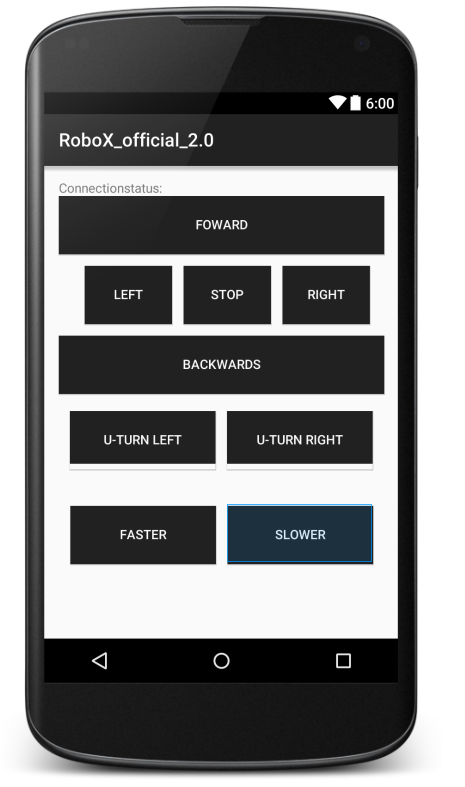 6:00
RoboX_official_2.0
Connectionstatus:
FOWARD
LEFT STOP RIGHT
BACKWARDS
U-TURN LEFT U-TURN RIGHT
FASTER SLOWER